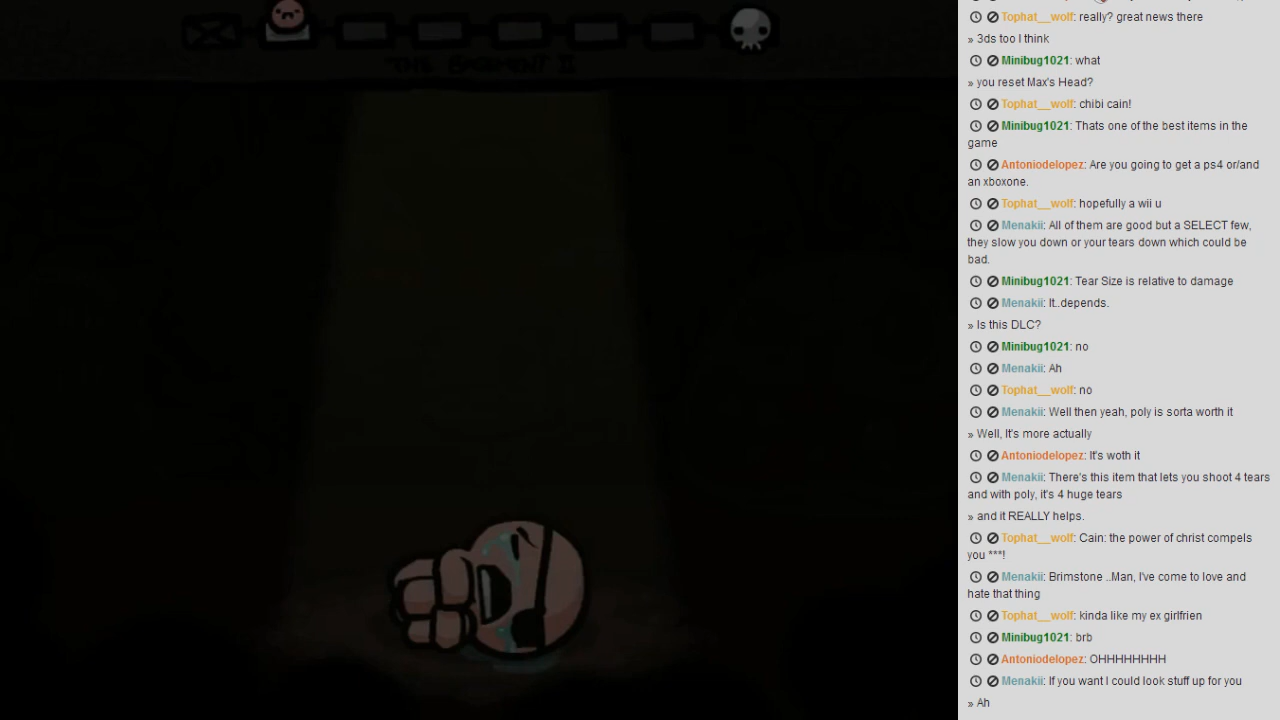 Tophat__wolf: really? great news there
» 3ds too I think
Minibug1021: what
» you reset Max's Head?
Tophat__wolf: chibi cain!
Minibug1021: Thats one of the best items in the
game
Antoniodelopez: Are you going to get a ps4 or/and
an xboxone.
Tophat__wolf: hopefully a wii u
Menakii: All of them are good but a SELECT few,
they slow you down or your tears down which could be
bad.
Minibug1021: Tear Size is relative to damage
Menakii: It..depends.
» Is this DLC?
Minibug1021: no
Menakii: Ah
Tophat__wolf: no
Menakii: Well then yeah, poly is sorta worth it
» Well, It's more actually
Antoniodelopez: It's woth it
Menakii: There's this item that lets you shoot 4 tears
and with poly, it's 4 huge tears
» and it REALLY helps.
Tophat__wolf: Cain: the power of christ compels
you ***!
Menakii: Brimstone ..Man, I've come to love and
hate that thing
Tophat__wolf: kinda like my ex girlfrien
Minibug1021: brb
Antoniodelopez: OHHHHHHHH
Menakii: If you want I could look stuff up for you
» Ah
THE BASEMENT II